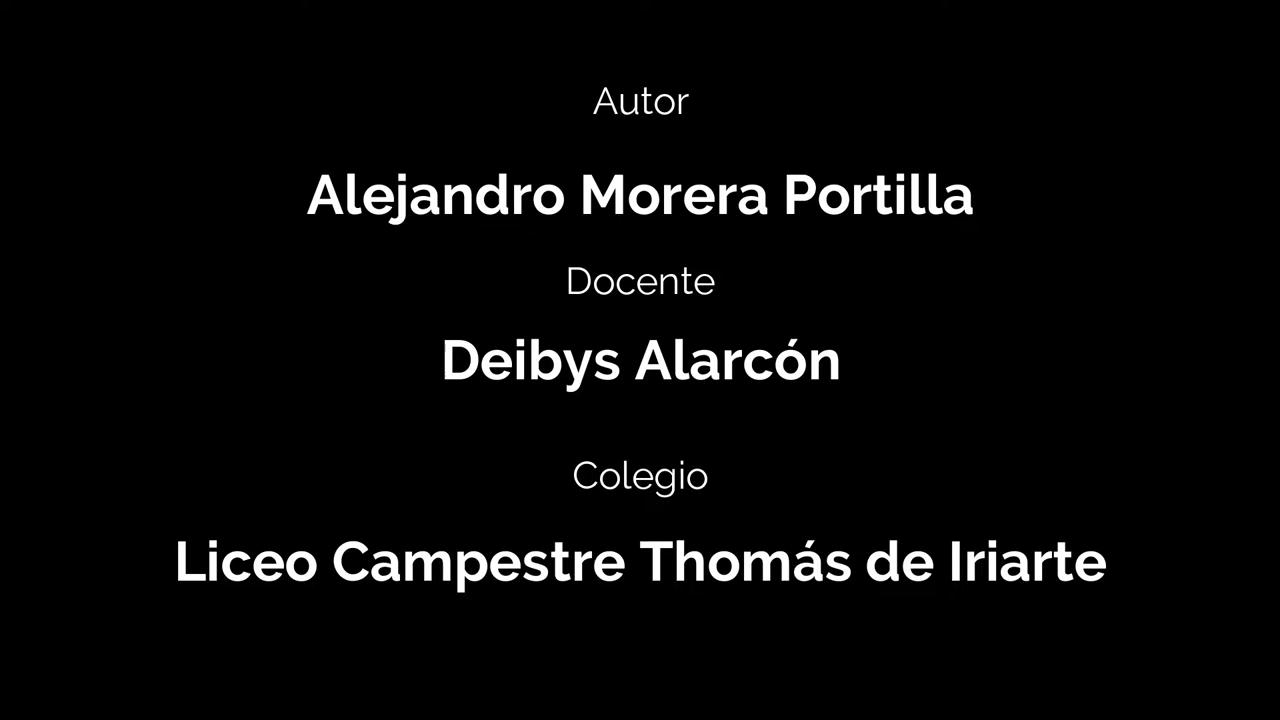 Autor
Alejandro Morera Portilla
Docente
Deibys Alarcón
Colegio
Liceo Campestre Thomás de Iriarte